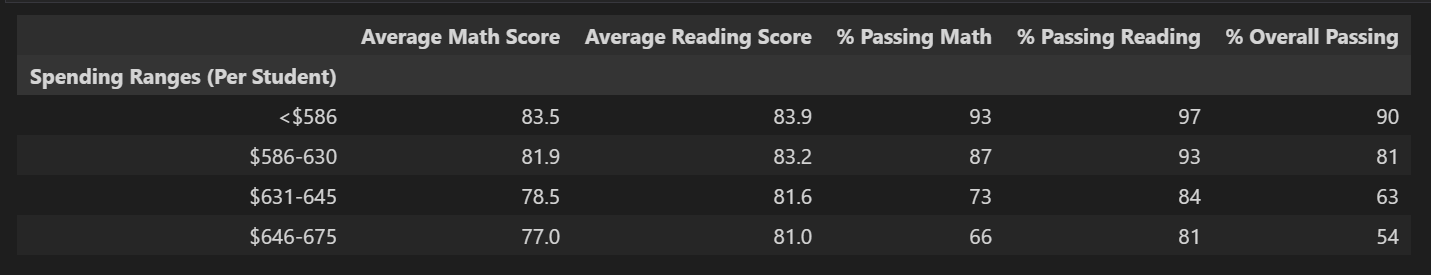 Average Math Score Average Reading Score % Passing Math % Passing Reading % Overall Passing
Spending Ranges (Per Student)
<$586 83.5 83.9 93 97 90
$586-630 81.9 83.2 87 93 81
$631-645 78.5 81.6 73 84 63
$646-675 77.0 81.0 66 81 54